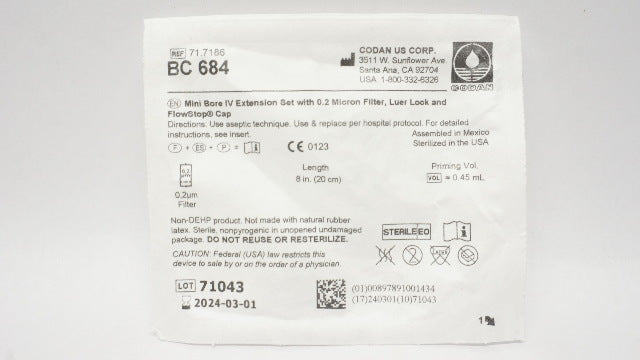 REF 71.7186
BC 684
CODAN US CORP.
3511 W. Sunflower Ave.
Santa Ana, CA 92704
USA 1-800-332-6326
CODAN
EN Mini Bore IV Extension Set with 0.2 Micron Filter, Luer Lock and
FlowStop® Cap
Directions: Use aseptic technique. Use & replace per hospital protocol. For detailed
instructions, see insert.
Assembled in Mexico
Sterilized in the USA
F + ES + P = i
CE 0123
0.2
0.2µm
Filter
Length
8 in. (20 cm)
Priming Vol.
VOL = 0.45 mL
Non-DEHP product. Not made with natural rubber
latex. Sterile, nonpyrogenic in unopened undamaged
package. DO NOT REUSE OR RESTERILIZE.
CAUTION: Federal (USA) law restricts this
device to sale by or on the order of a physician.
STERILE EO
LOT 71043
2024-03-01
(01)00897891001434
(17)240301(10)71043
1